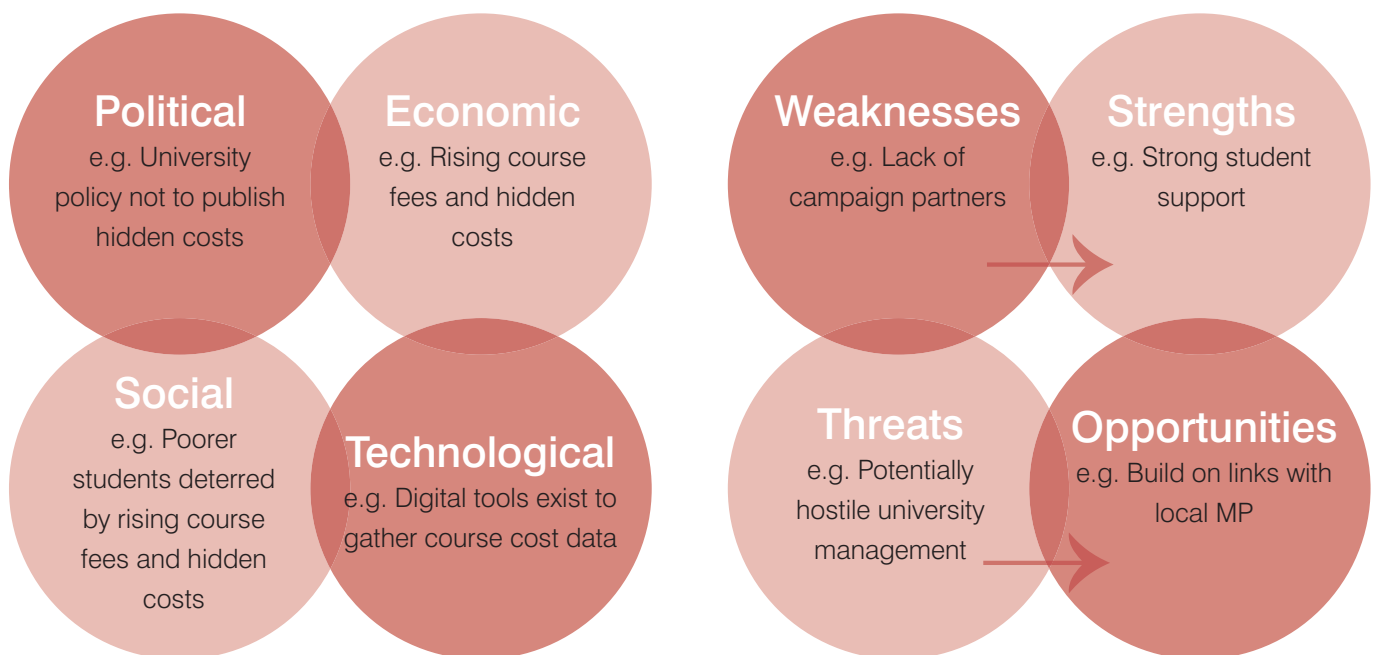 Political
e.g. University
policy not to publish
hidden costs
Economic
e.g. Rising course
fees and hidden
costs
Social
e.g. Poorer
students deterred
by rising course
fees and hidden
costs
Technological
e.g. Digital tools exist to
gather course cost data
Weaknesses
e.g. Lack of
campaign partners
Strengths
e.g. Strong student
support
Threats
e.g. Potentially
hostile university
management
Opportunities
e.g. Build on links with
local MP